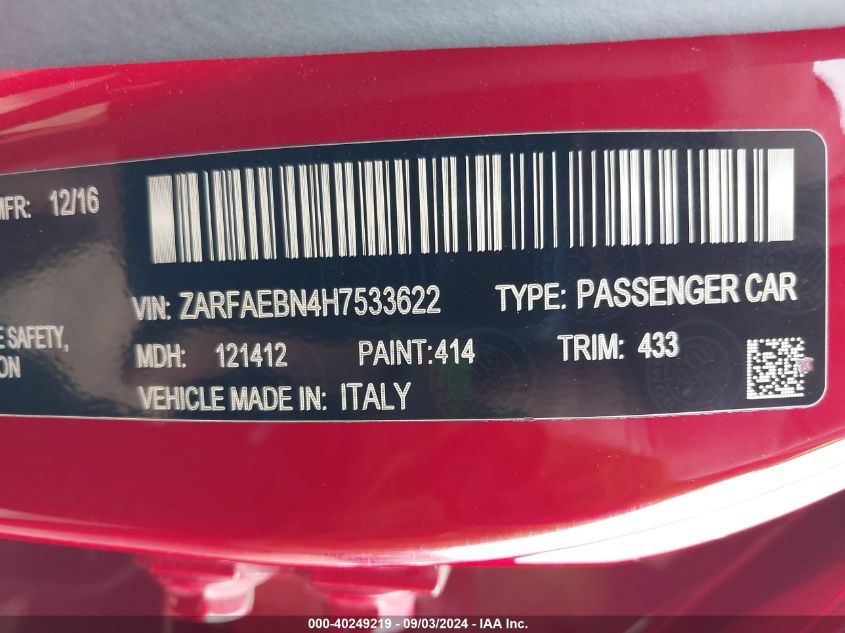 MFR: 12/16
VIN: ZARFAEBN4H7533622 TYPE: PASSENGER CAR
E SAFETY,
MDH: 121412 PAINT: 414 TRIM: 433
ON
VEHICLE MADE IN: ITALY
000-40249219 - 09/03/2024 - IAA Inc.